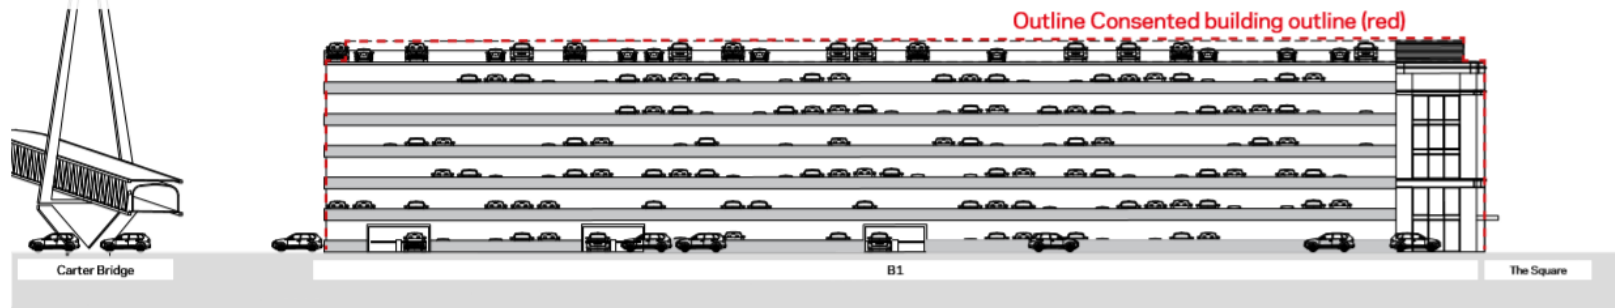 Outline Consented building outline (red)
Carter Bridge
B1
The Square